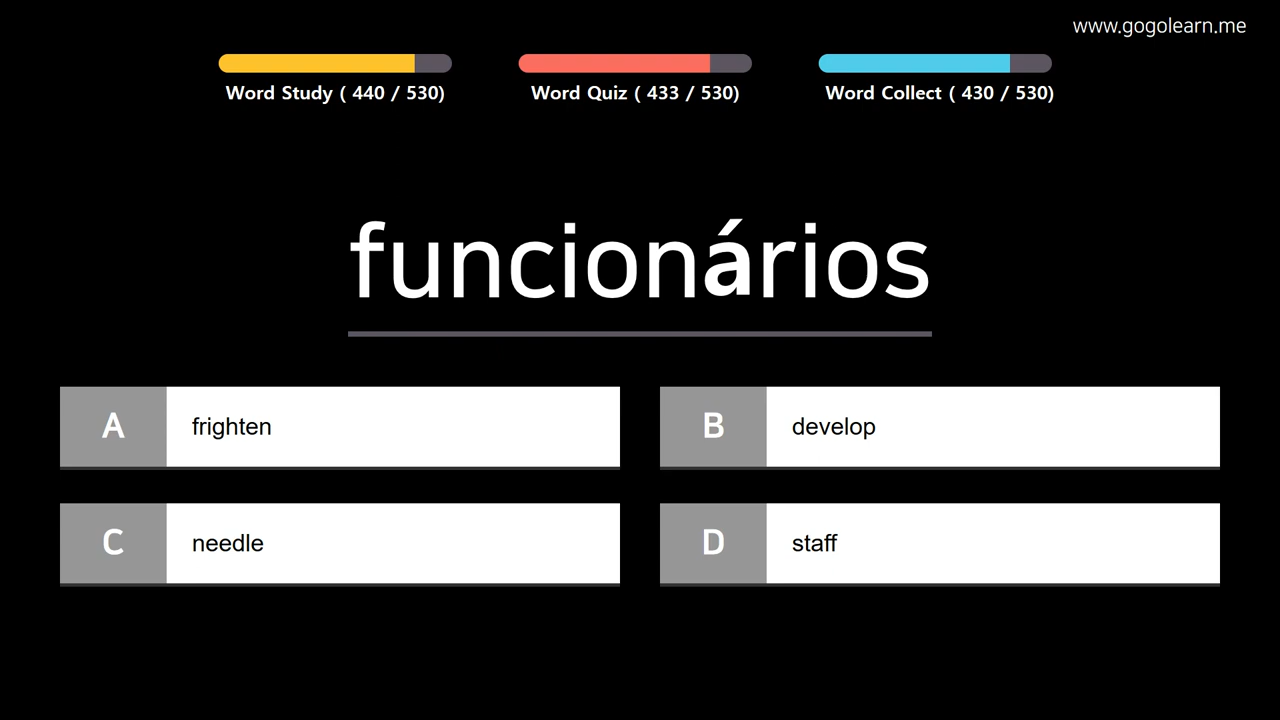 www.gogolearn.me
Word Study ( 440 / 530)
Word Quiz ( 433 / 530)
Word Collect ( 430 / 530)
funcionários
A frighten
B develop
C needle
D staff